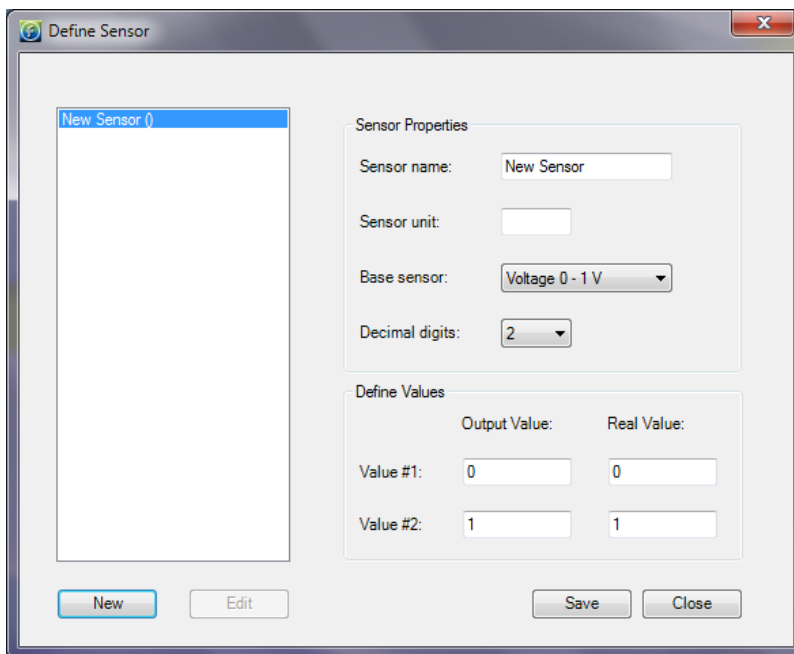 Define Sensor
New Sensor ()
Sensor Properties
Sensor name: New Sensor
Sensor unit:
Base sensor: Voltage 0 - 1 V
Decimal digits: 2
Define Values
Output Value: Real Value:
Value #1: 0 0
Value #2: 1 1
New Edit Save Close